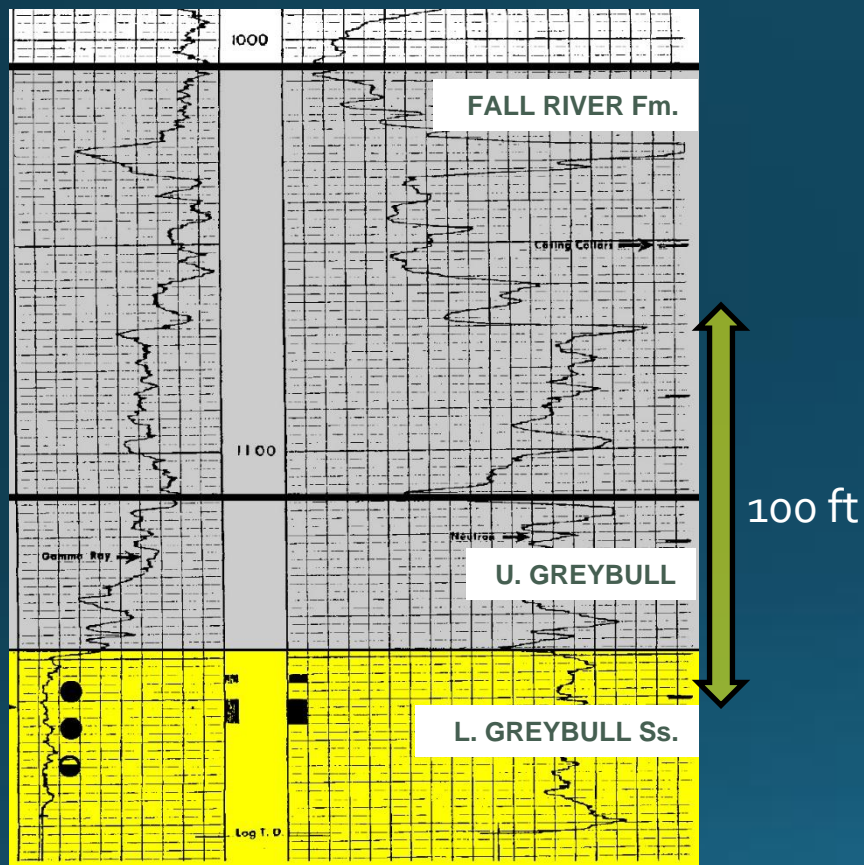 1000
FALL RIVER Fm.
Casing Collars
1100
100 ft
Gamma Ray
Neutron
U. GREYBULL
L. GREYBULL Ss.
Log T. D.